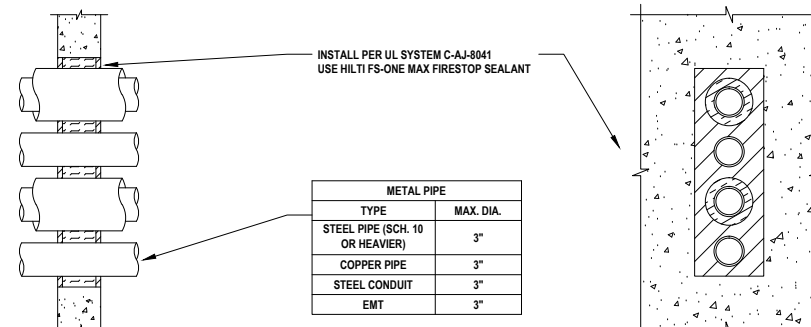 INSTALL PER UL SYSTEM C-AJ-8041
USE HILTI FS-ONE MAX FIRESTOP SEALANT
METAL PIPE
TYPE MAX. DIA.
STEEL PIPE (SCH. 10
OR HEAVIER) 3"
COPPER PIPE 3"
STEEL CONDUIT 3"
EMT 3"